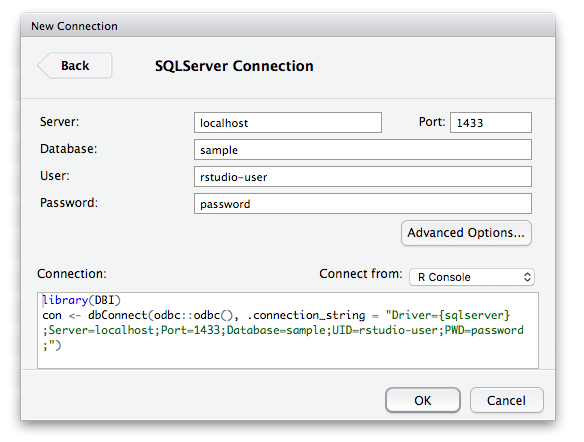 New Connection
Back
SQLServer Connection
Server: localhost Port: 1433
Database: sample
User: rstudio-user
Password: password
Advanced Options...
Connection: Connect from: R Console
library(DBI)
con <- dbConnect(odbc::odbc(), .connection_string = "Driver={sqlserver}
;Server=localhost;Port=1433;Database=sample;UID=rstudio-user;PWD=password
;")
OK Cancel